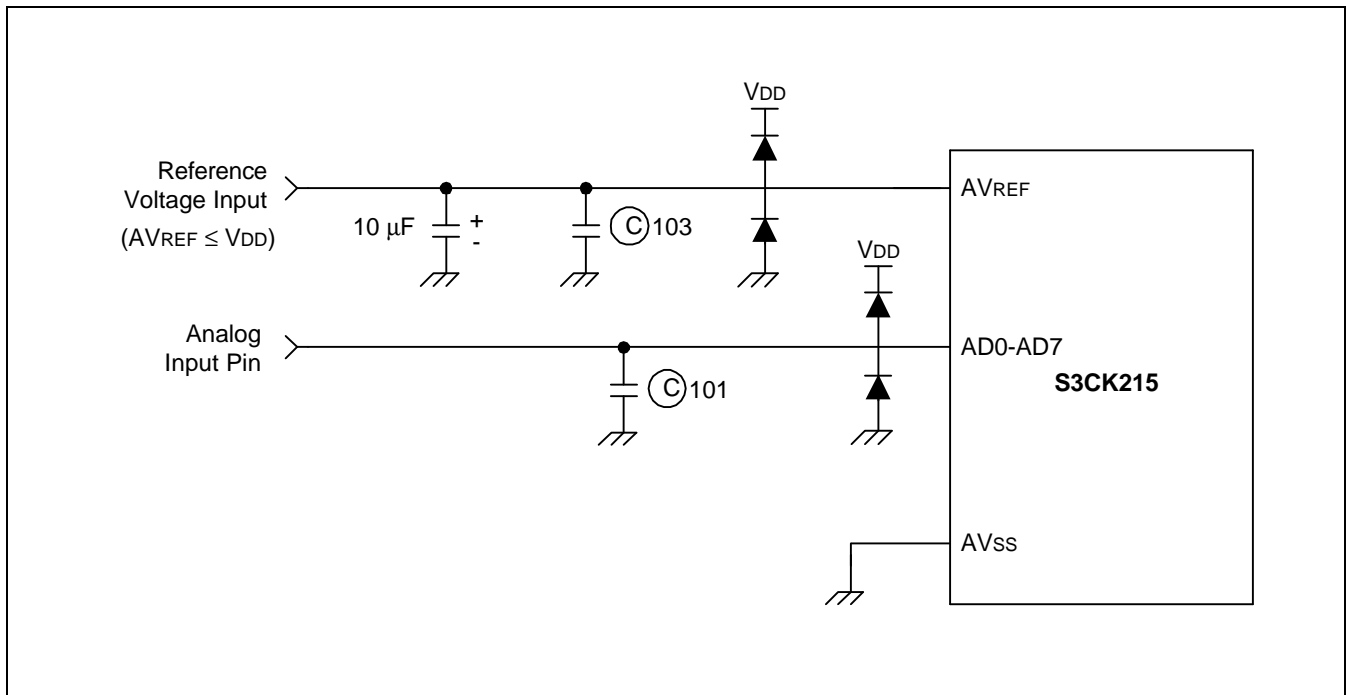 VDD
Reference
Voltage Input
(AVREF ≤ VDD)
10 μF
+
-
C 103
AVREF
VDD
Analog
Input Pin
C 101
AD0-AD7
S3CK215
AVSS